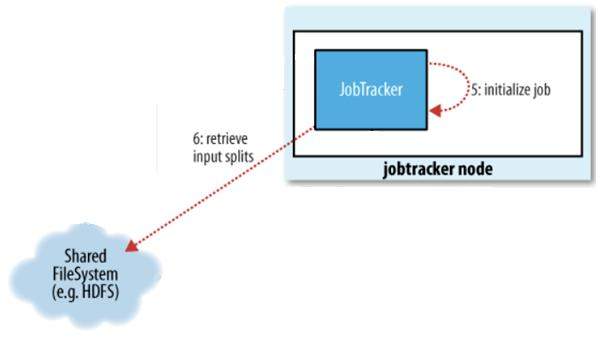 JobTracker
5: initialize job
jobtracker node
6: retrieve
input splits
Shared
FileSystem
(e.g. HDFS)